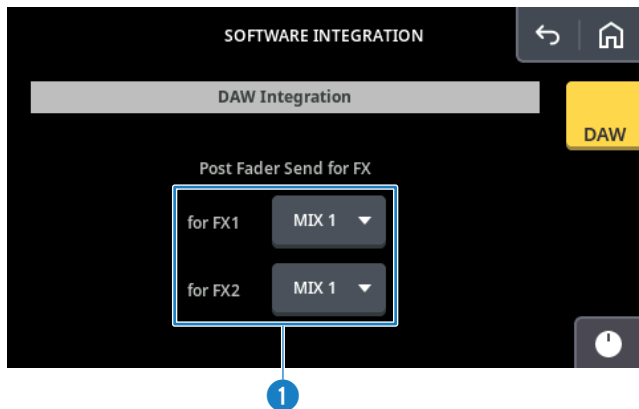 SOFTWARE INTEGRATION
DAW Integration
DAW
Post Fader Send for FX
for FX1 MIX 1
for FX2 MIX 1
1